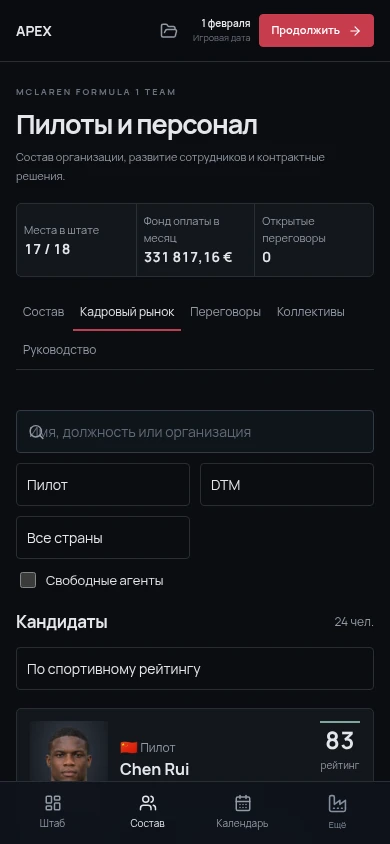 APEX
1 февраля
Игровая дата
Продолжить
MCLAREN FORMULA 1 TEAM
Пилоты и персонал
Состав организации, развитие сотрудников и контрактные
решения.
Места в штате
17 / 18
Фонд оплаты в
месяц
331 817,16 €
Открытые
переговоры
0
Состав
Кадровый рынок
Переговоры
Коллективы
Руководство
Имя, должность или организация
Пилот
DTM
Все страны
Свободные агенты
Кандидаты
24 чел.
По спортивному рейтингу
Пилот
Chen Rui
83
рейтинг
Штаб
Состав
Календарь
Ещё